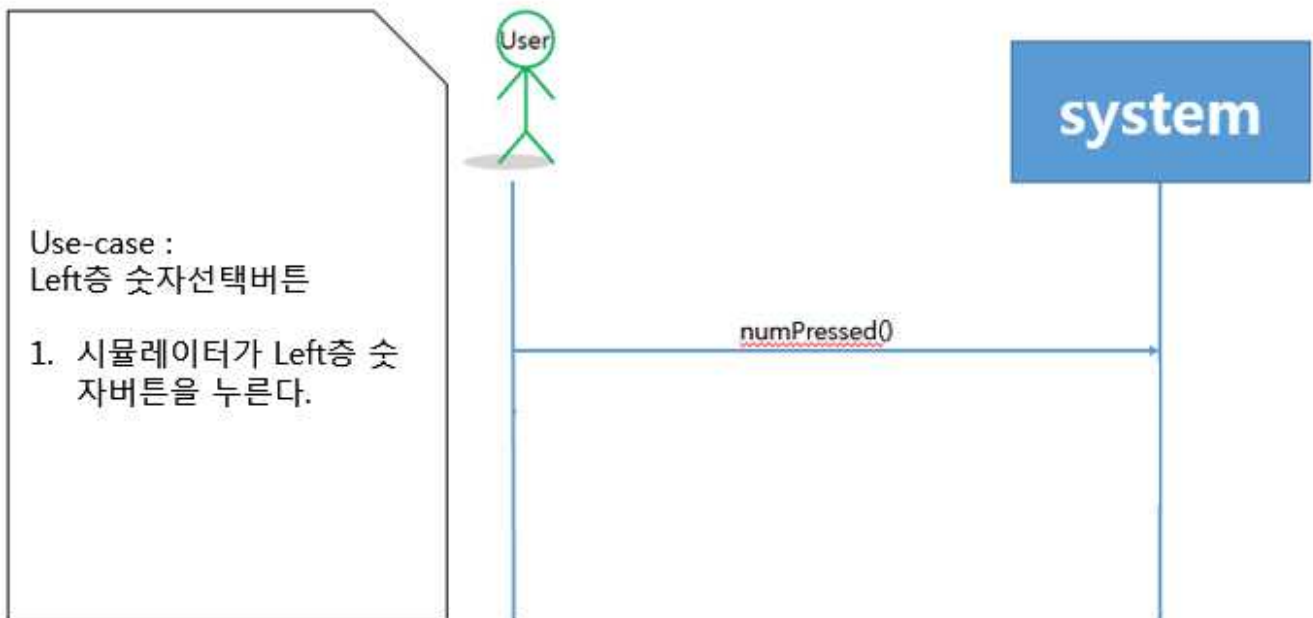 User
system
Use-case :
Left층 숫자선택버튼
1. 시뮬레이터가 Left층 숫
자버튼을 누른다.
numPressed()